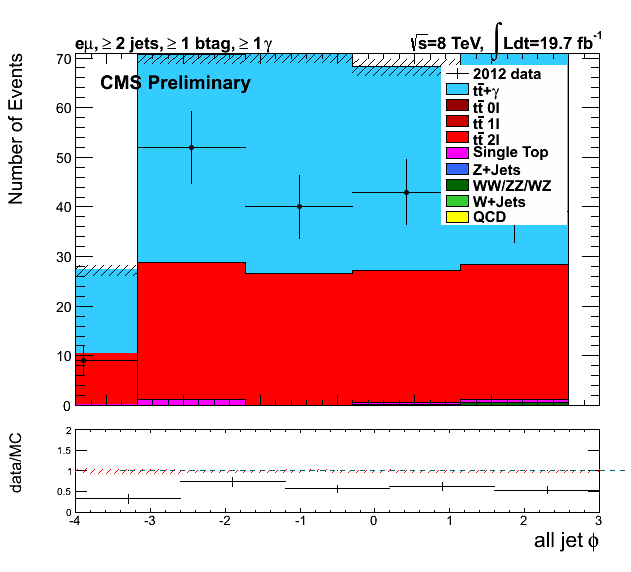 eμ, ≥ 2 jets, ≥ 1 btag, ≥ 1γ
√s=8 TeV, ∫ Ldt=19.7 fb⁻¹
CMS Preliminary
Number of Events
70
60
50
40
30
20
10
0
2012 data
tt̄+γ
tt̄ 0l
tt̄ 1l
tt̄ 2l
Single Top
Z+Jets
WW/ZZ/WZ
W+Jets
QCD
data/MC
2
1.5
1
0.5
0
-4 -3 -2 -1 0 1 2 3
all jet ϕ